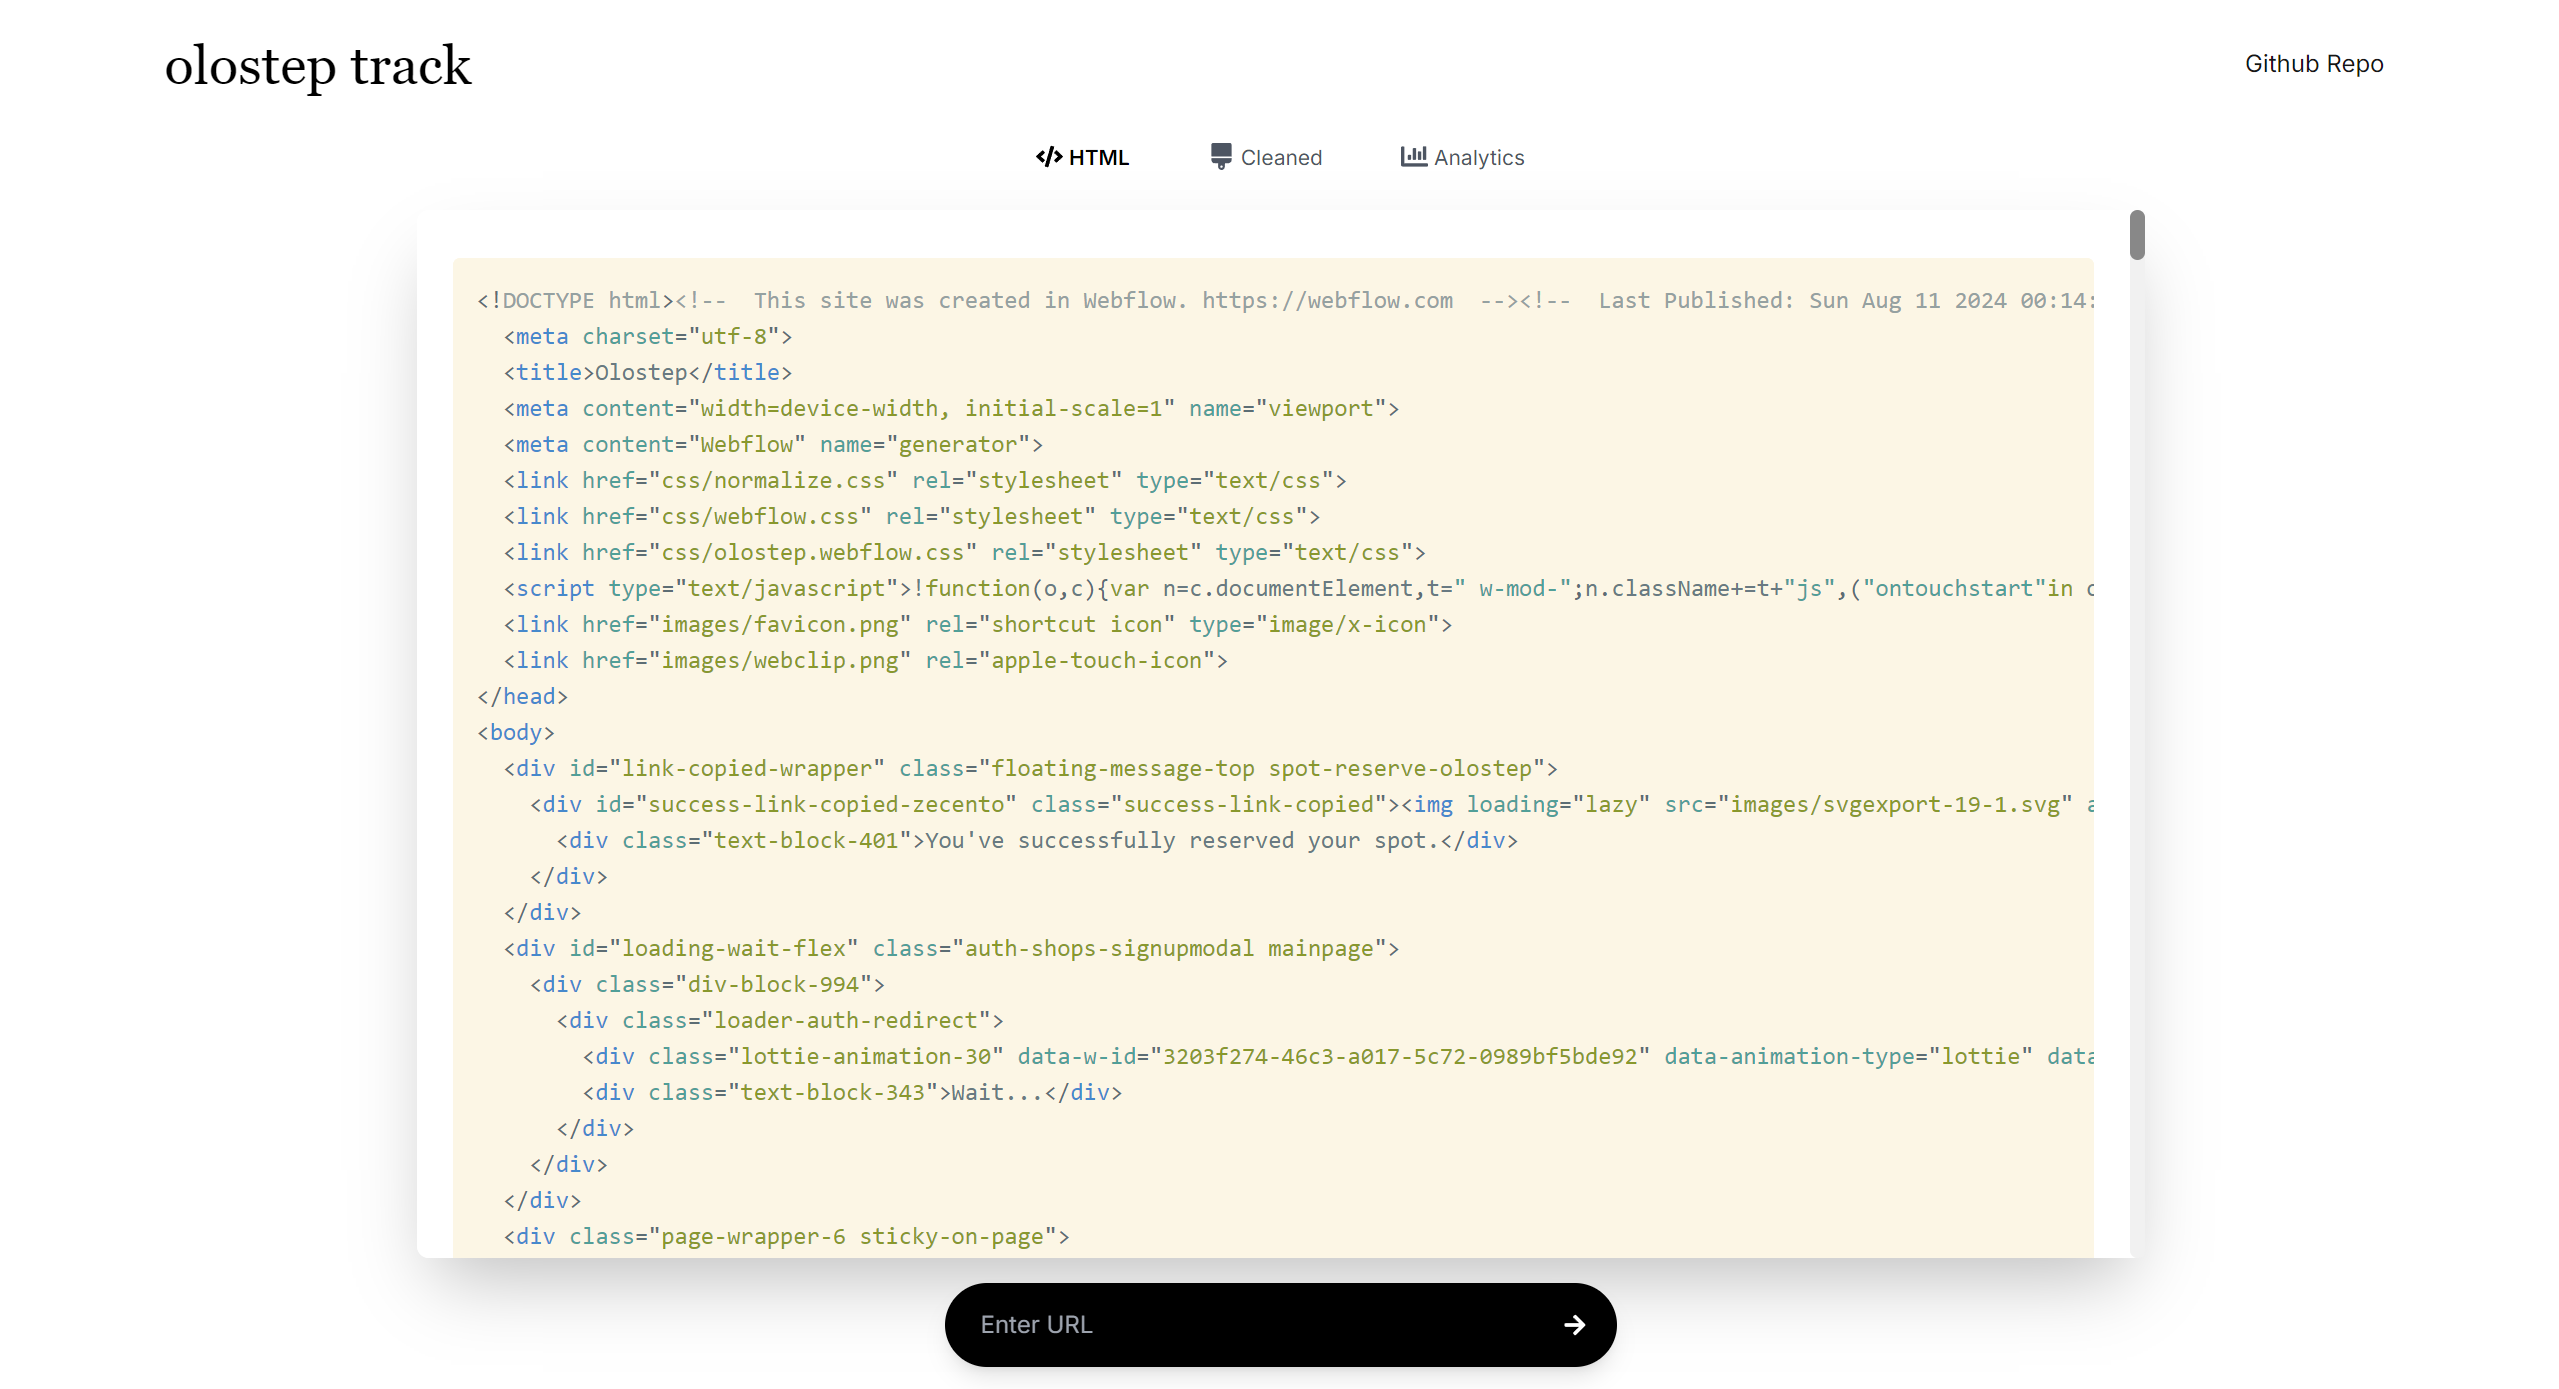 olostep track
Github Repo
</> HTML
Cleaned
Analytics
<!DOCTYPE html><!--  This site was created in Webflow. https://webflow.com  --><!--  Last Published: Sun Aug 11 2024 00:14:
  <meta charset="utf-8">
  <title>Olostep</title>
  <meta content="width=device-width, initial-scale=1" name="viewport">
  <meta content="Webflow" name="generator">
  <link href="css/normalize.css" rel="stylesheet" type="text/css">
  <link href="css/webflow.css" rel="stylesheet" type="text/css">
  <link href="css/olostep.webflow.css" rel="stylesheet" type="text/css">
  <script type="text/javascript">!function(o,c){var n=c.documentElement,t=" w-mod-";n.className+=t+"js",("ontouchstart"in
  <link href="images/favicon.png" rel="shortcut icon" type="image/x-icon">
  <link href="images/webclip.png" rel="apple-touch-icon">
</head>
<body>
  <div id="link-copied-wrapper" class="floating-message-top spot-reserve-olostep">
    <div id="success-link-copied-zecento" class="success-link-copied"><img loading="lazy" src="images/svgexport-19-1.svg"
      <div class="text-block-401">You've successfully reserved your spot.</div>
    </div>
  </div>
  <div id="loading-wait-flex" class="auth-shops-signupmodal mainpage">
    <div class="div-block-994">
      <div class="loader-auth-redirect">
        <div class="lottie-animation-30" data-w-id="3203f274-46c3-a017-5c72-0989bf5bde92" data-animation-type="lottie" data
        <div class="text-block-343">Wait...</div>
      </div>
    </div>
  </div>
  <div class="page-wrapper-6 sticky-on-page">
Enter URL